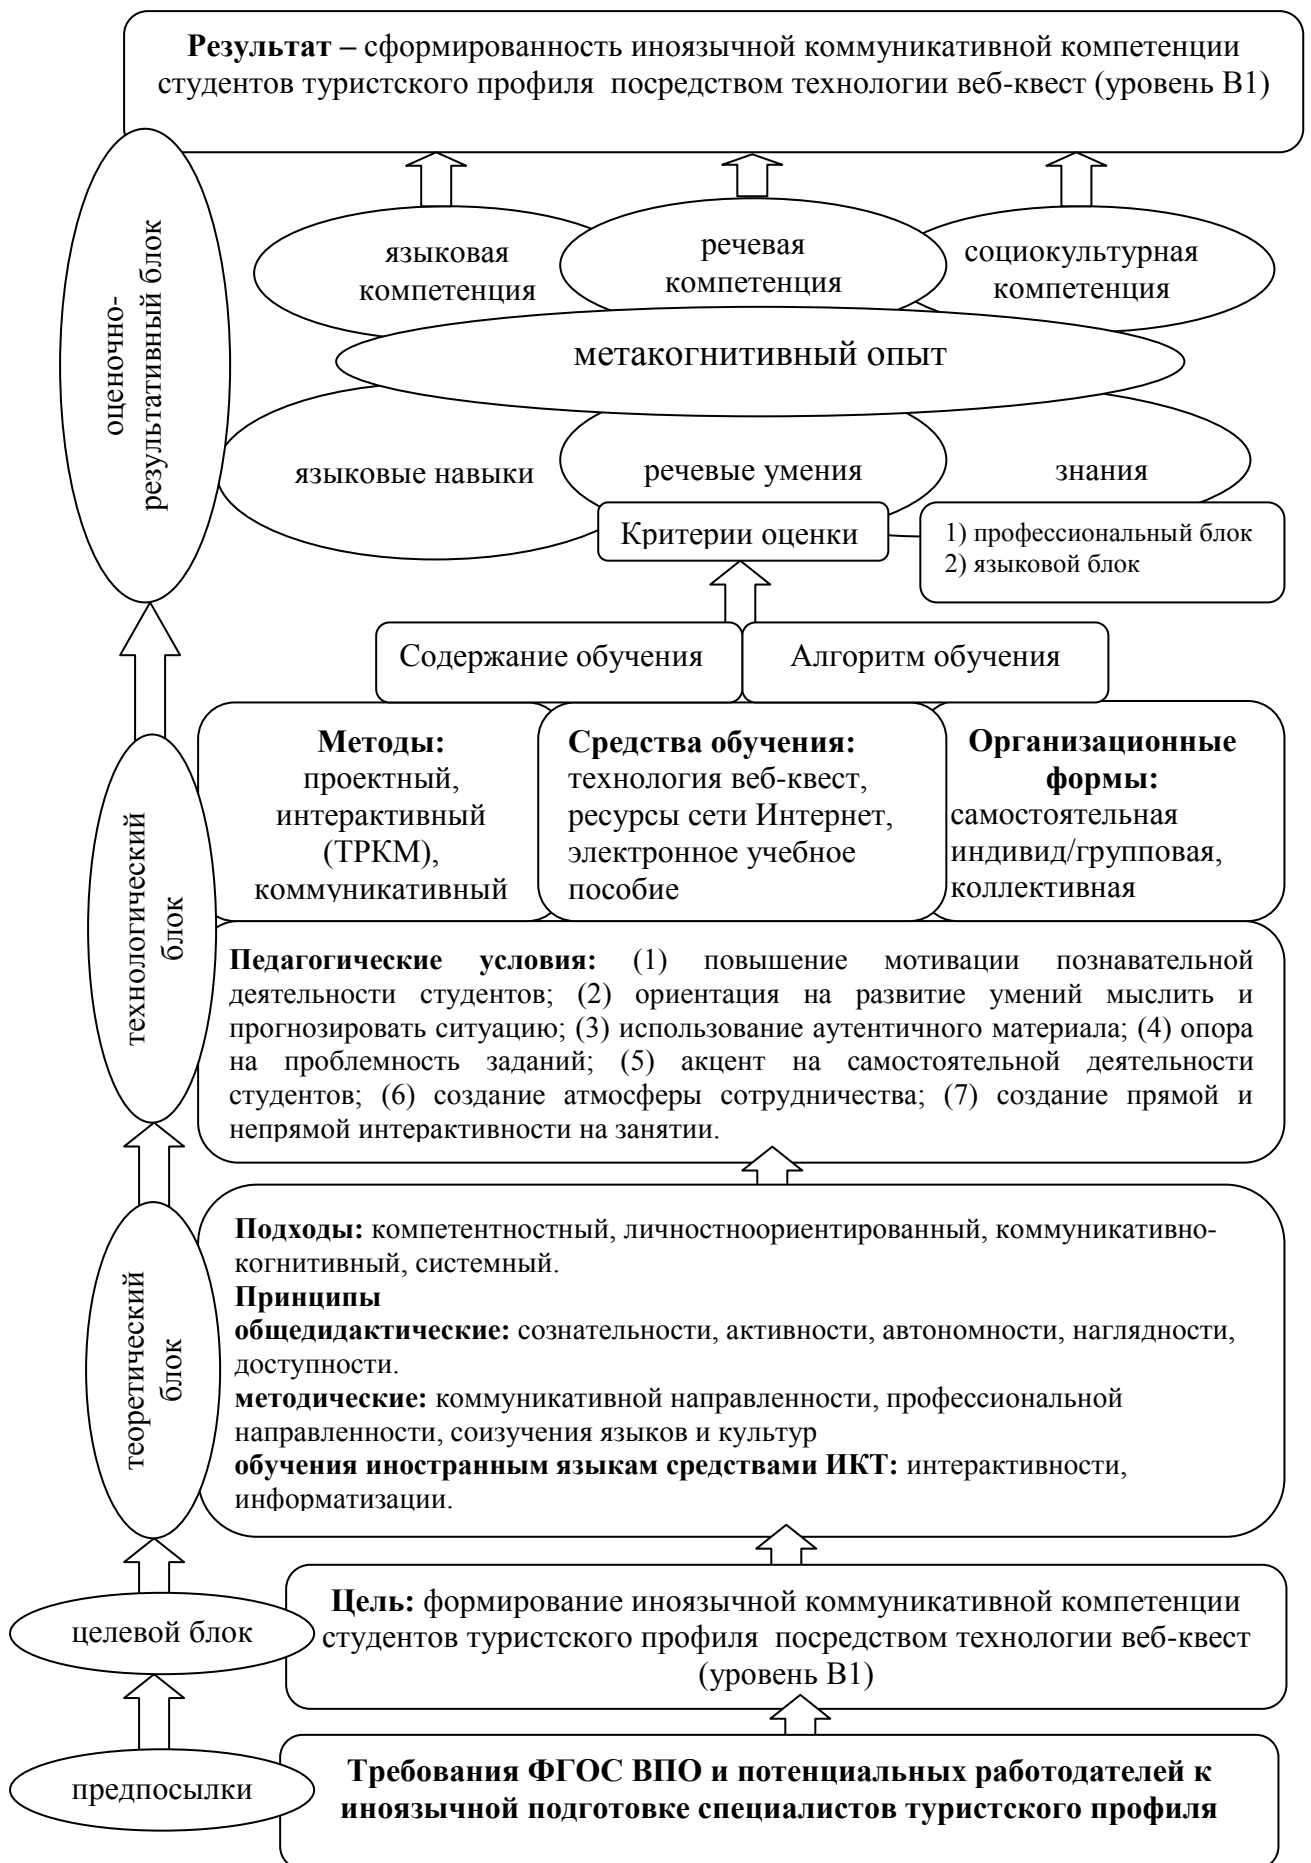 Результат – сформированность иноязычной коммуникативной компетенции
студентов туристского профиля посредством технологии веб-квест (уровень В1)
оценочно-
результативный блок
языковая
компетенция
речевая
компетенция
социокультурная
компетенция
метакогнитивный опыт
языковые навыки
речевые умения
знания
Критерии оценки
1) профессиональный блок
2) языковой блок
Содержание обучения
Алгоритм обучения
технологический
блок
Методы:
проектный,
интерактивный
(ТРКМ),
коммуникативный
Средства обучения:
технология веб-квест,
ресурсы сети Интернет,
электронное учебное
пособие
Организационные
формы:
самостоятельная
индивид/групповая,
коллективная
Педагогические условия: (1) повышение мотивации познавательной
деятельности студентов; (2) ориентация на развитие умений мыслить и
прогнозировать ситуацию; (3) использование аутентичного материала; (4) опора
на проблемность заданий; (5) акцент на самостоятельной деятельности
студентов; (6) создание атмосферы сотрудничества; (7) создание прямой и
непрямой интерактивности на занятии.
теоретический
блок
Подходы: компетентностный, личностноориентированный, коммуникативно-
когнитивный, системный.
Принципы
общедидактические: сознательности, активности, автономности, наглядности,
доступности.
методические: коммуникативной направленности, профессиональной
направленности, соизучения языков и культур
обучения иностранным языкам средствами ИКТ: интерактивности,
информатизации.
целевой блок
Цель: формирование иноязычной коммуникативной компетенции
студентов туристского профиля посредством технологии веб-квест
(уровень В1)
предпосылки
Требования ФГОС ВПО и потенциальных работодателей к
иноязычной подготовке специалистов туристского профиля